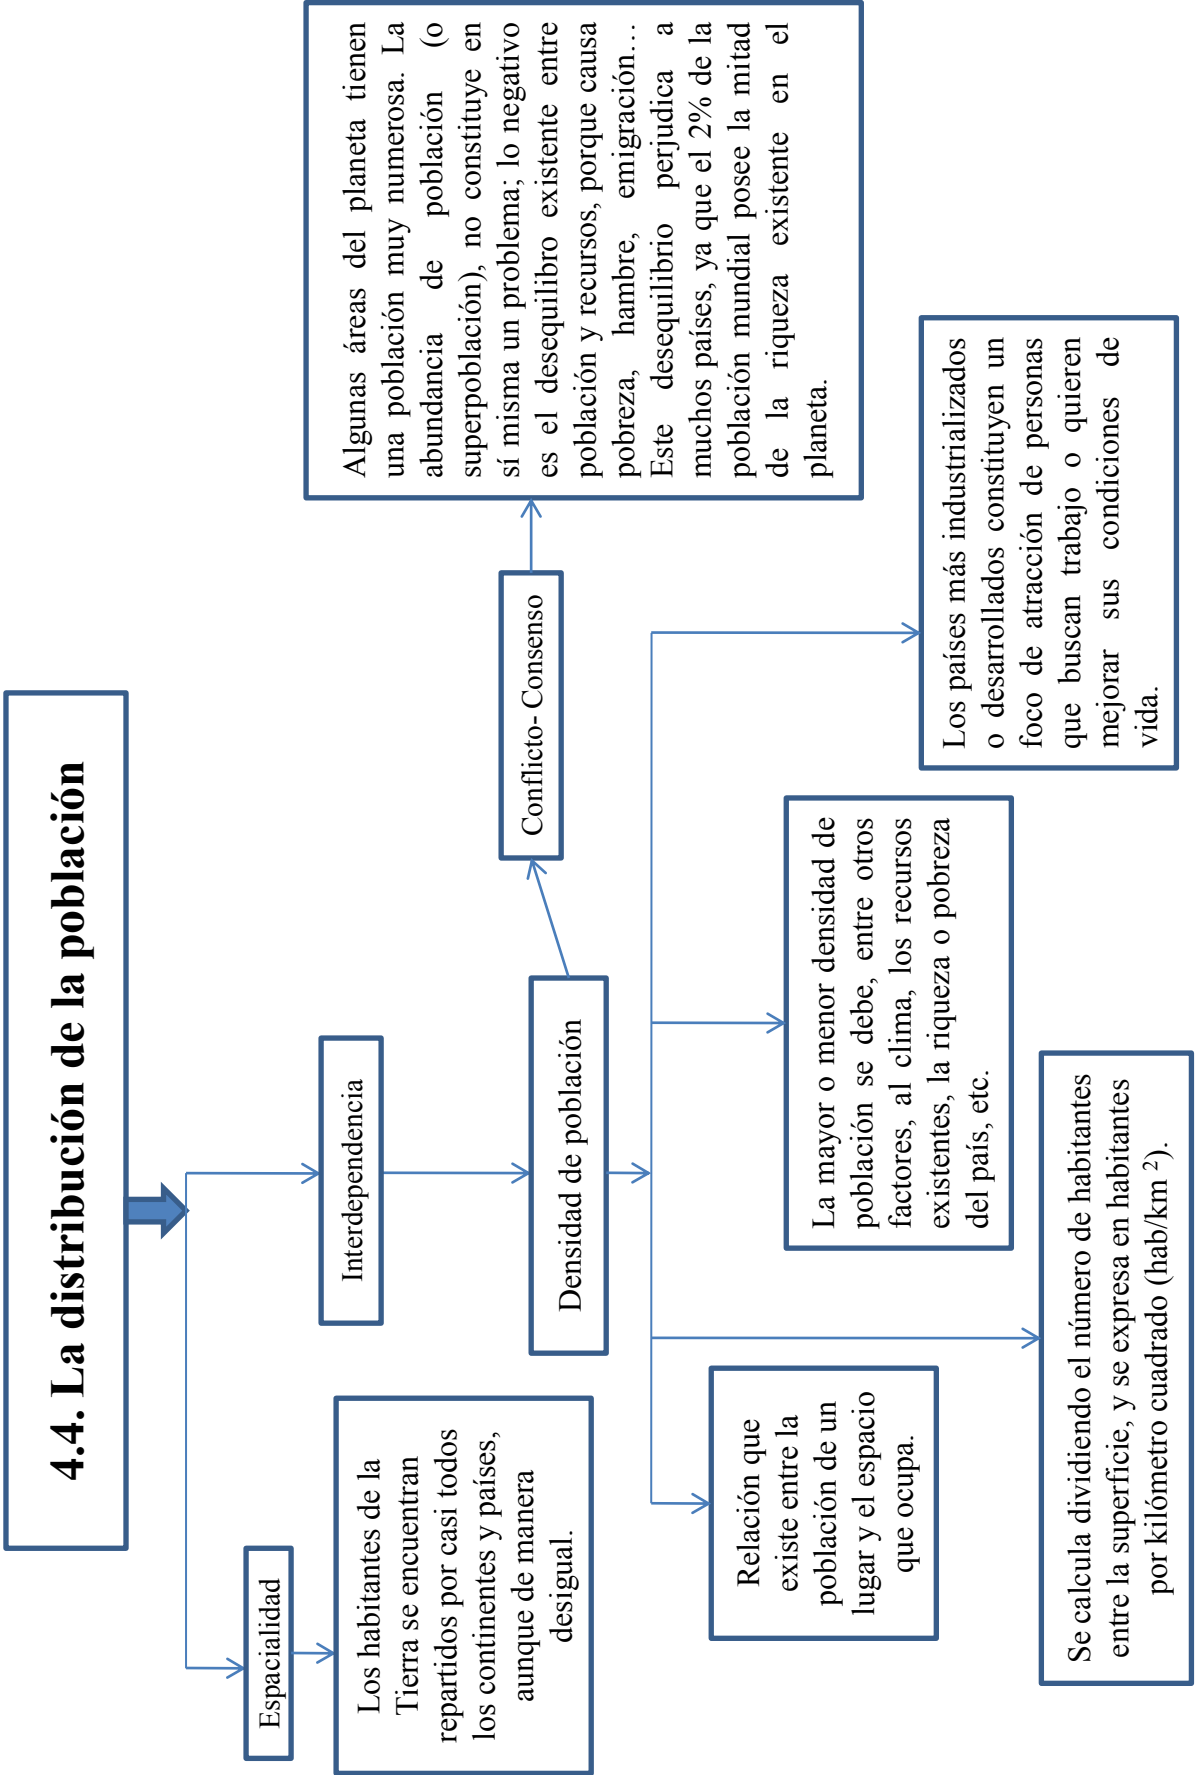 4.4. La distribución de la población
Espacialidad
Los habitantes de la
Tierra se encuentran
repartidos por casi todos
los continentes y países,
aunque de manera
desigual.
Interdependencia
Densidad de población
Conflicto- Consenso
Algunas áreas del planeta tienen
una población muy numerosa. La
abundancia de población (o
superpoblación), no constituye en
sí misma un problema; lo negativo
es el desequilibro existente entre
población y recursos, porque causa
pobreza, hambre, emigración…
Este desequilibrio perjudica a
muchos países, ya que el 2% de la
población mundial posee la mitad
de la riqueza existente en el
planeta.
Relación que
existe entre la
población de un
lugar y el espacio
que ocupa.
Se calcula dividiendo el número de habitantes
entre la superficie, y se expresa en habitantes
por kilómetro cuadrado (hab/km ²).
La mayor o menor densidad de
población se debe, entre otros
factores, al clima, los recursos
existentes, la riqueza o pobreza
del país, etc.
Los países más industrializados
o desarrollados constituyen un
foco de atracción de personas
que buscan trabajo o quieren
mejorar sus condiciones de
vida.